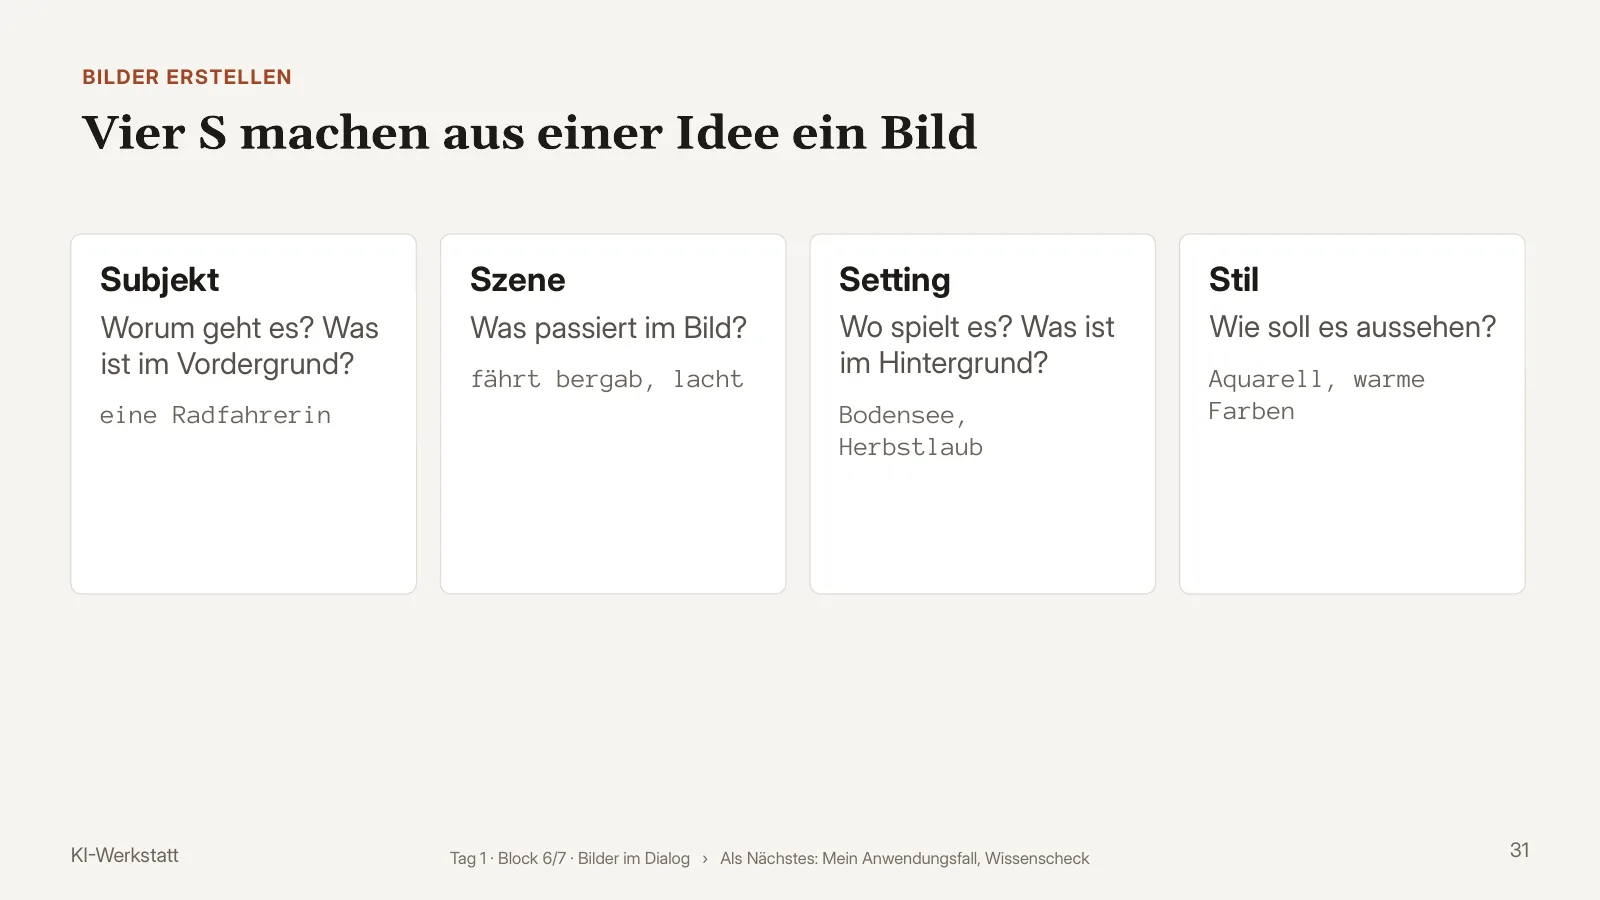 BILDER ERSTELLEN
Vier S machen aus einer Idee ein Bild
Subjekt
Worum geht es? Was
ist im Vordergrund?
eine Radfahrerin
Szene
Was passiert im Bild?
fährt bergab, lacht
Setting
Wo spielt es? Was ist
im Hintergrund?
Bodensee,
Herbstlaub
Stil
Wie soll es aussehen?
Aquarell, warme
Farben
KI-Werkstatt
Tag 1 · Block 6/7 · Bilder im Dialog › Als Nächstes: Mein Anwendungsfall, Wissenscheck
31